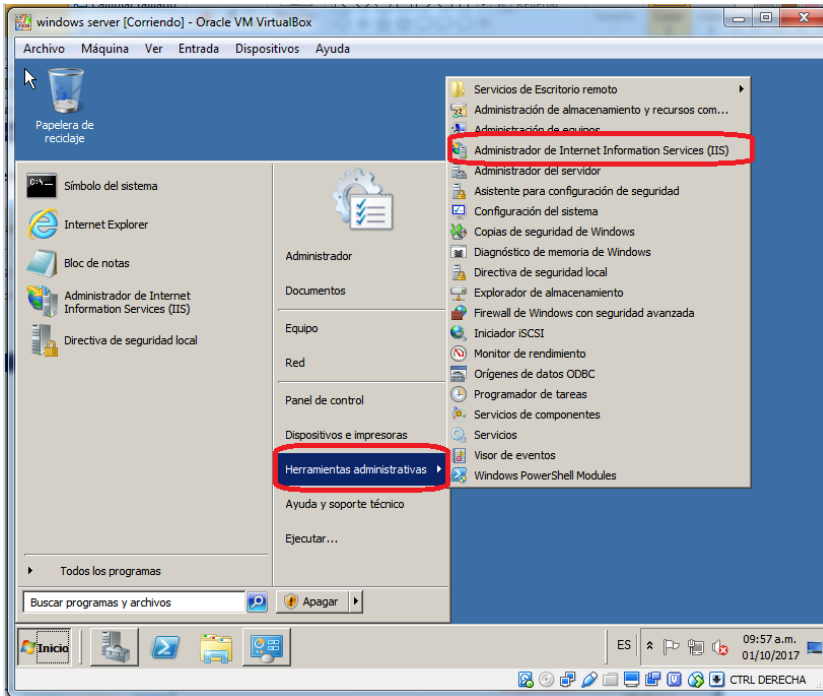 windows server [Corriendo] - Oracle VM VirtualBox
Archivo Máquina Ver Entrada Dispositivos Ayuda
Papelera de
reciclaje
Símbolo del sistema
Internet Explorer
Bloc de notas
Administrador de Internet
Information Services (IIS)
Directiva de seguridad local
Todos los programas
Buscar programas y archivos
Administrador
Documentos
Equipo
Red
Panel de control
Dispositivos e impresoras
Herramientas administrativas
Ayuda y soporte técnico
Ejecutar...
Apagar
Servicios de Escritorio remoto
Administración de almacenamiento y recursos com...
Administración de equipos
Administrador de Internet Information Services (IIS)
Administrador del servidor
Asistente para configuración de seguridad
Configuración del sistema
Copias de seguridad de Windows
Diagnóstico de memoria de Windows
Directiva de seguridad local
Explorador de almacenamiento
Firewall de Windows con seguridad avanzada
Iniciador iSCSI
Monitor de rendimiento
Orígenes de datos ODBC
Programador de tareas
Servicios de componentes
Servicios
Visor de eventos
Windows PowerShell Modules
Inicio
ES
09:57 a.m.
01/10/2017
CTRL DERECHA